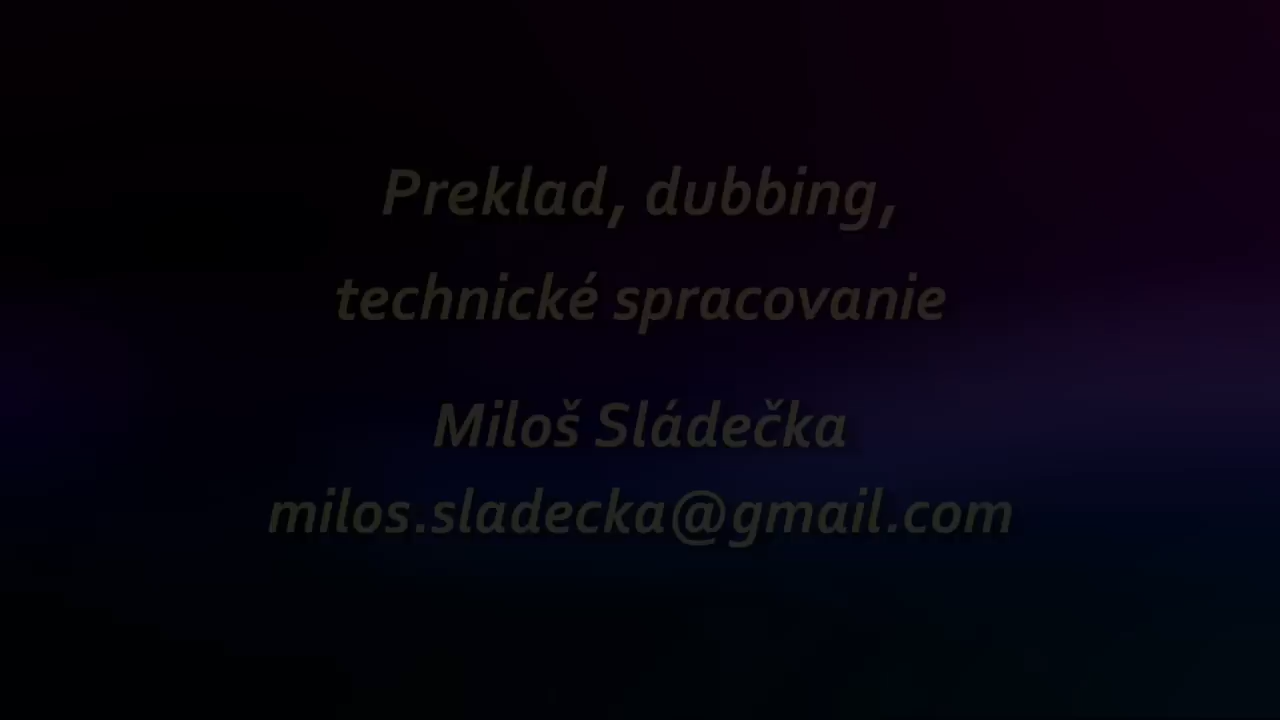 Preklad, dubbing,
technické spracovanie
Miloš Sládečka
milos.sladecka@gmail.com